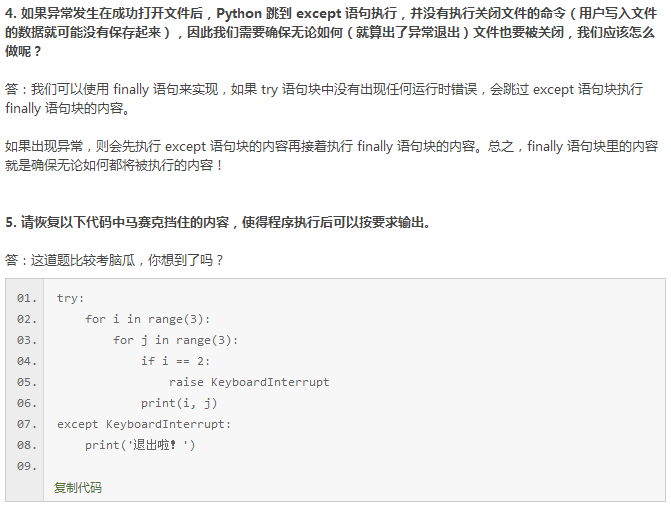 4. 如果异常发生在成功打开文件后，Python 跳到 except 语句执行，并没有执行关闭文件的命令（用户写入文件
的数据就可能没有保存起来），因此我们需要确保无论如何（就算出了异常退出）文件也要被关闭，我们应该怎么
做呢？
答：我们可以使用 finally 语句来实现，如果 try 语句块中没有出现任何运行时错误，会跳过 except 语句块执行
finally 语句块的内容。
如果出现异常，则会先执行 except 语句块的内容再接着执行 finally 语句块的内容。总之，finally 语句块里的内容
就是确保无论如何都将被执行的内容！
5. 请恢复以下代码中马赛克挡住的内容，使得程序执行后可以按要求输出。
答：这道题比较考脑瓜，你想到了吗？
01. try:
02.     for i in range(3):
03.         for j in range(3):
04.             if i == 2:
05.                 raise KeyboardInterrupt
06.             print(i, j)
07. except KeyboardInterrupt:
08.     print('退出啦！')
09.
复制代码